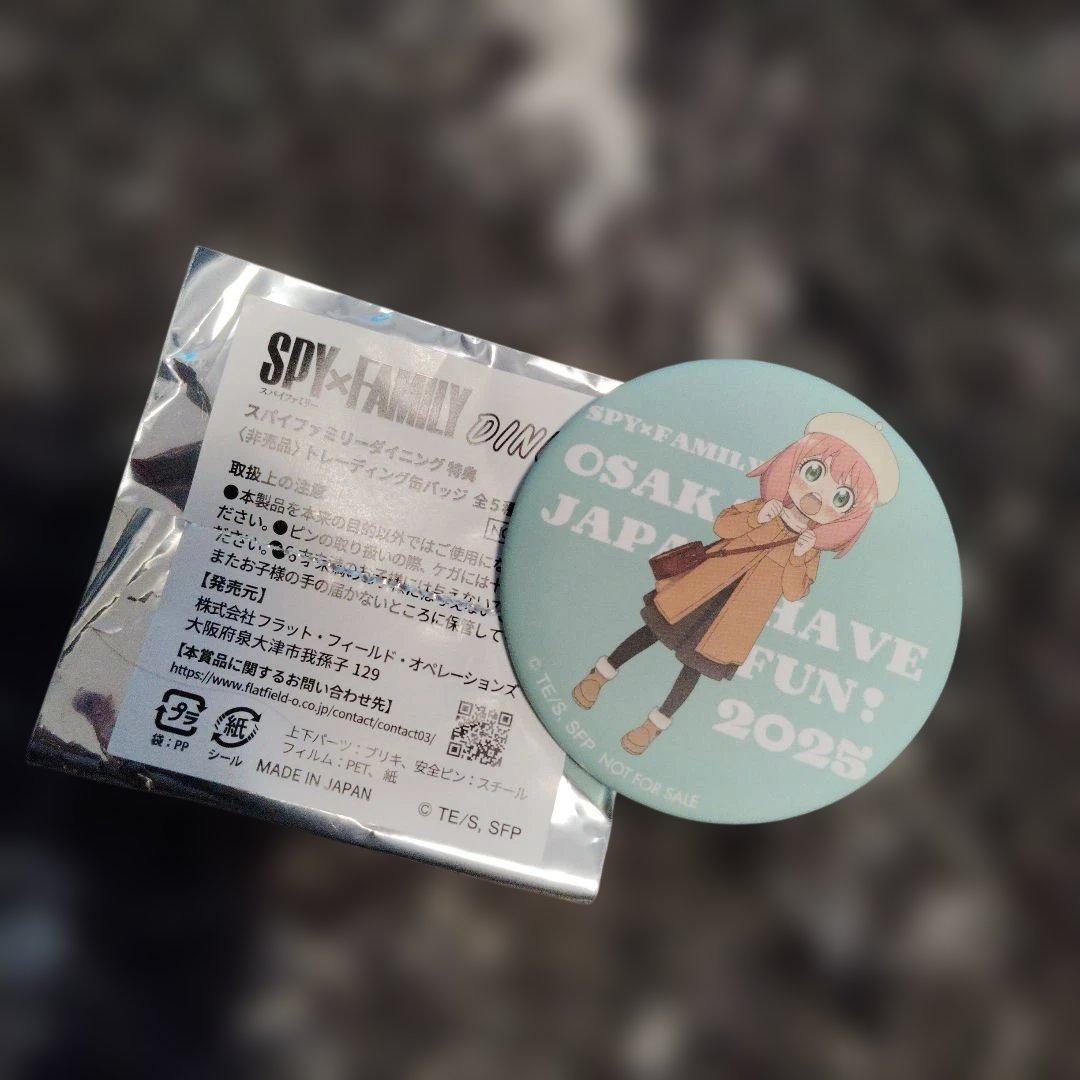 SPY×FAMILY
スパイファミリー
スパイファミリーダイニング 特典
〈非売品〉トレーディング缶バッジ 全5種
取扱上の注意
●本製品を本来の目的以外ではご使用に
ださい。●ピンの取り扱いの際、ケガには
またお子様の手の届かないところに保管して
【発売元】
株式会社フラット・フィールド・オペレーションズ
大阪府泉大津市我孫子 129
【本賞品に関するお問い合わせ先】
https://www.flatfield-o.co.jp/contact/contact03/
プラ
袋：PP
紙
シール
上下パーツ：ブリキ、安全ピン：スチール
フィルム：PET、紙
MADE IN JAPAN
© TE/S, SFP
SPY×FAMILY
HAVE
FUN!
2025
© TE/S, SFP NOT FOR SALE